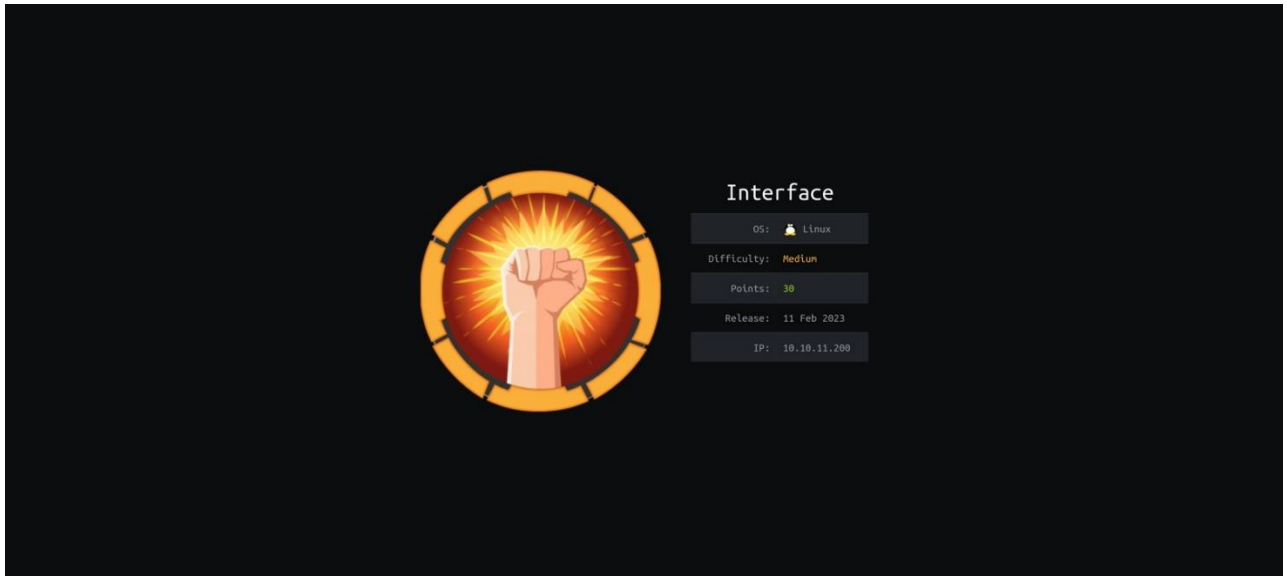 Interface
OS: Linux
Difficulty: Medium
Points: 30
Release: 11 Feb 2023
IP: 10.10.11.200